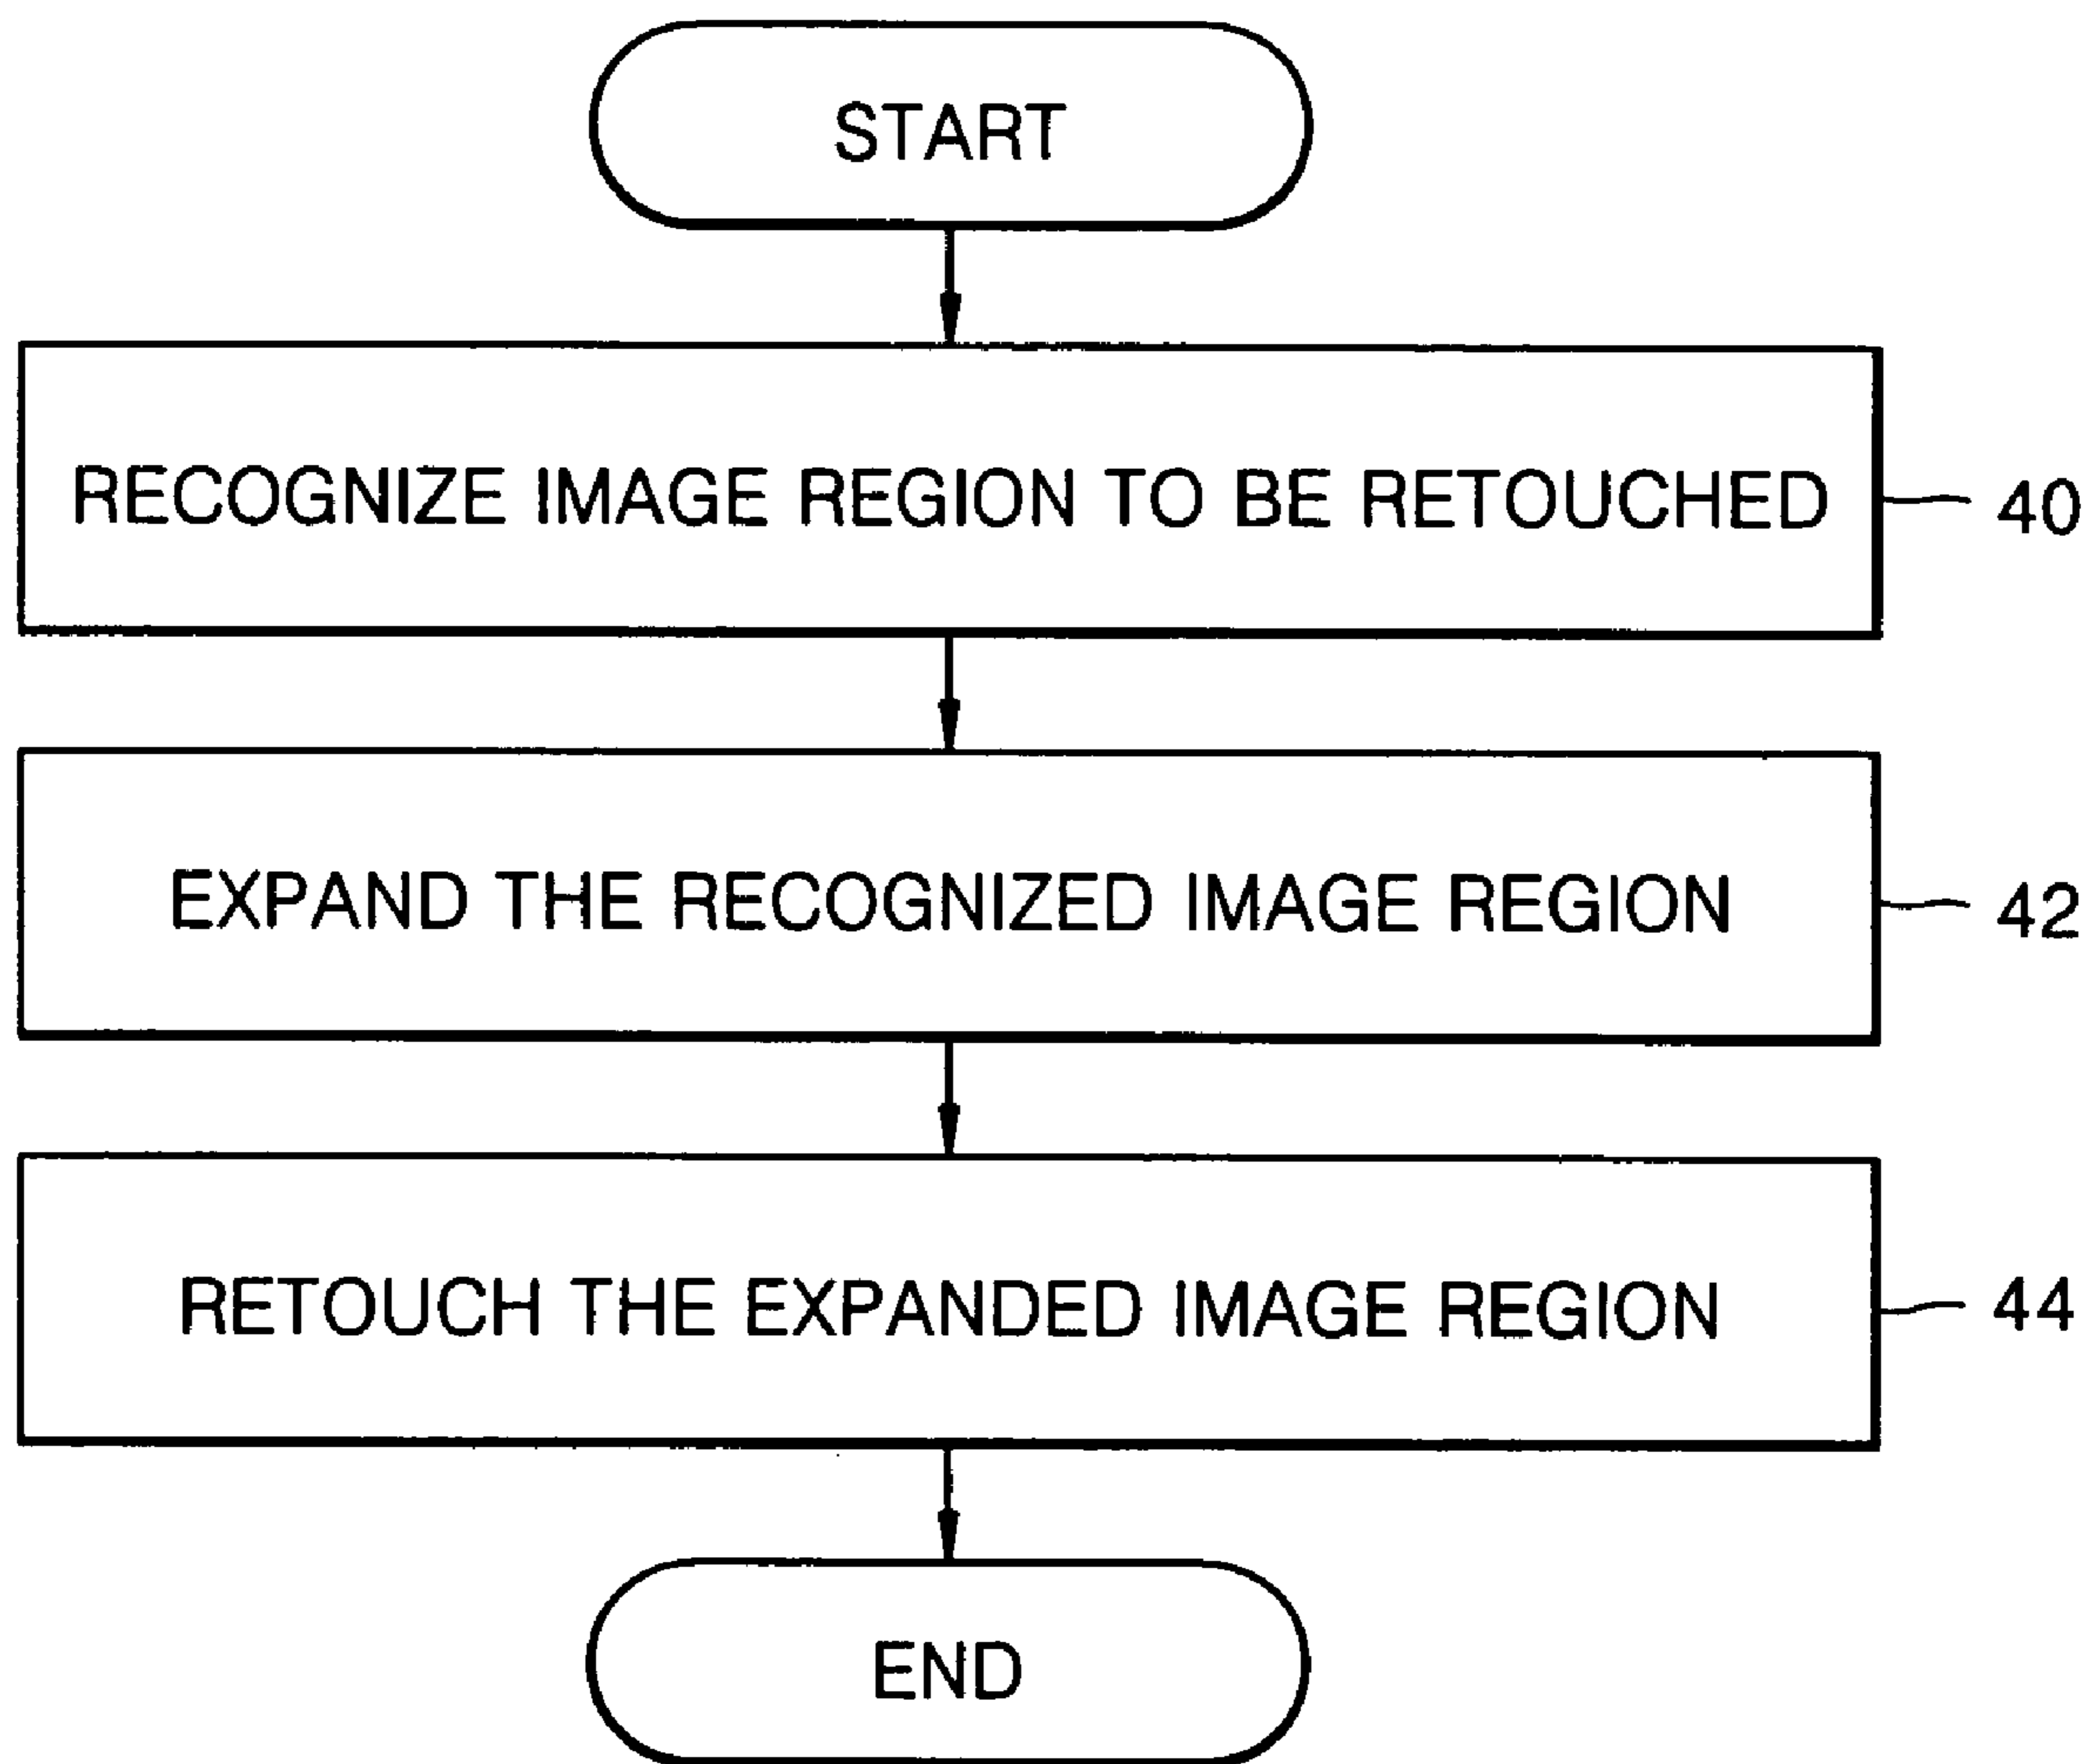 START
RECOGNIZE IMAGE REGION TO BE RETOUCHED
40
EXPAND THE RECOGNIZED IMAGE REGION
42
RETOUCH THE EXPANDED IMAGE REGION
44
END